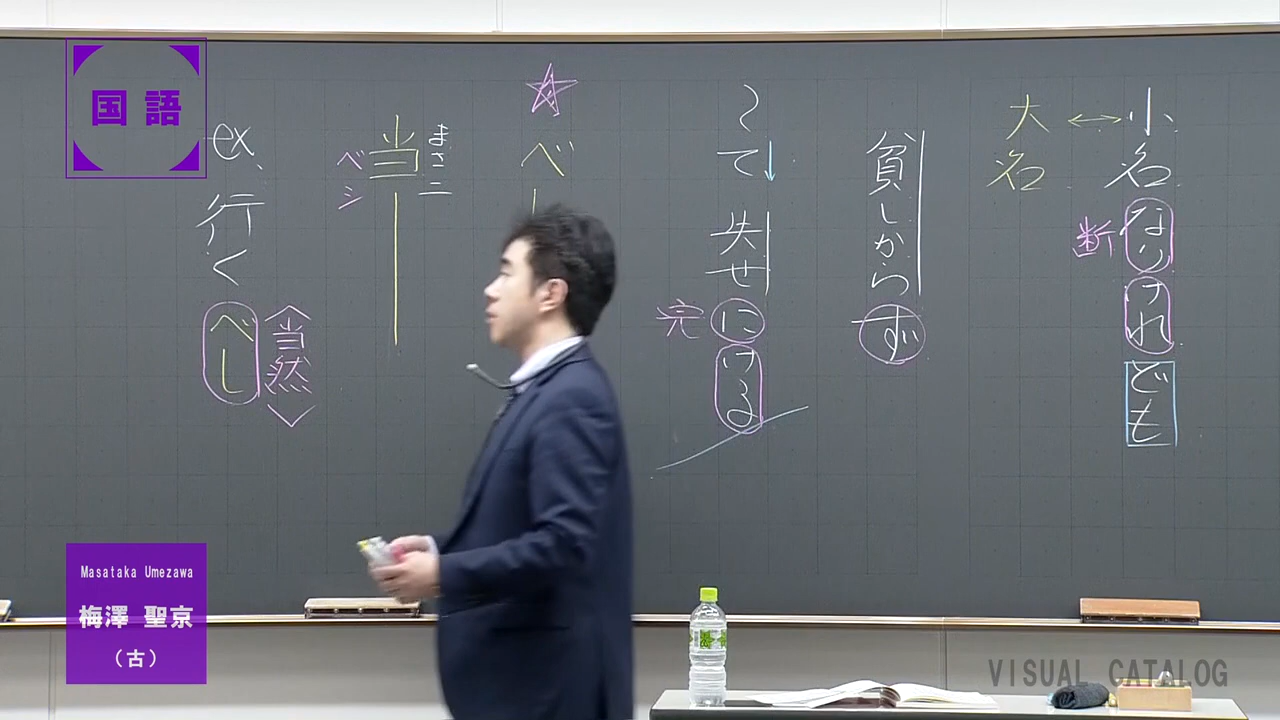 国語
小名なりけれども
断
大名
貧しからず
～て失せにける
完
☆
べし
まさニ
当
ベシ
ex、行くべし
〈当然〉
Masataka Umezawa
梅澤 聖京
（古）
VISUAL CATALOG